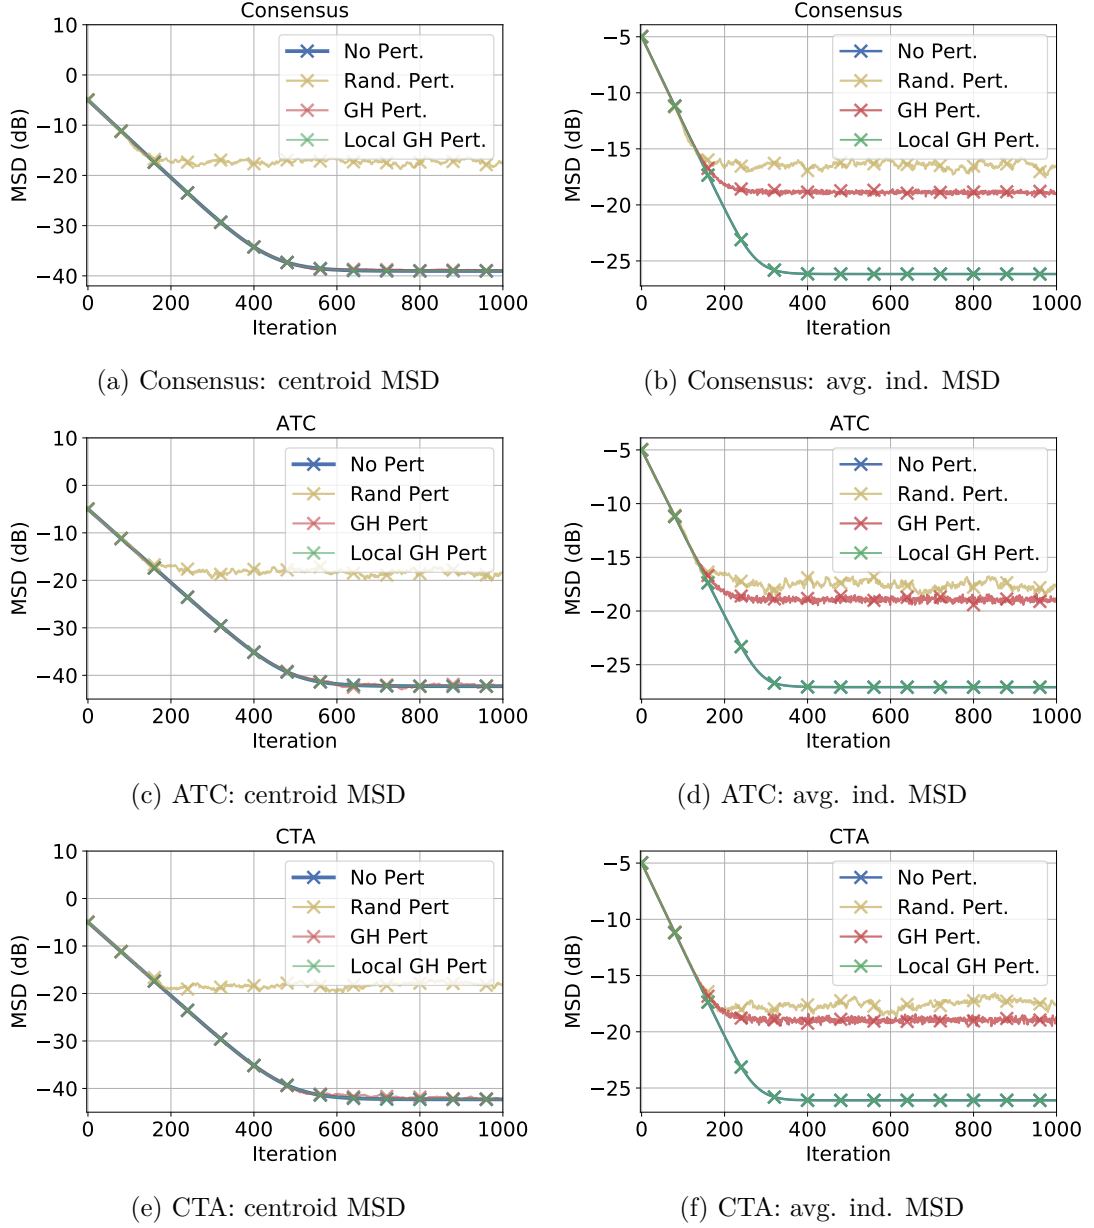 Consensus
MSD (dB)
10
0
−10
−20
−30
−40
No Pert.
Rand. Pert.
GH Pert.
Local GH Pert.
0 200 400 600 800 1000
Iteration
(a) Consensus: centroid MSD
Consensus
MSD (dB)
−5
−10
−15
−20
−25
No Pert.
Rand. Pert.
GH Pert.
Local GH Pert.
0 200 400 600 800 1000
Iteration
(b) Consensus: avg. ind. MSD
ATC
MSD (dB)
10
0
−10
−20
−30
−40
No Pert
Rand Pert
GH Pert
Local GH Pert
0 200 400 600 800 1000
Iteration
(c) ATC: centroid MSD
ATC
MSD (dB)
−5
−10
−15
−20
−25
No Pert.
Rand. Pert.
GH Pert.
Local GH Pert.
0 200 400 600 800 1000
Iteration
(d) ATC: avg. ind. MSD
CTA
MSD (dB)
10
0
−10
−20
−30
−40
No Pert
Rand Pert
GH Pert
Local GH Pert
0 200 400 600 800 1000
Iteration
(e) CTA: centroid MSD
CTA
MSD (dB)
−5
−10
−15
−20
−25
No Pert.
Rand. Pert.
GH Pert.
Local GH Pert.
0 200 400 600 800 1000
Iteration
(f) CTA: avg. ind. MSD